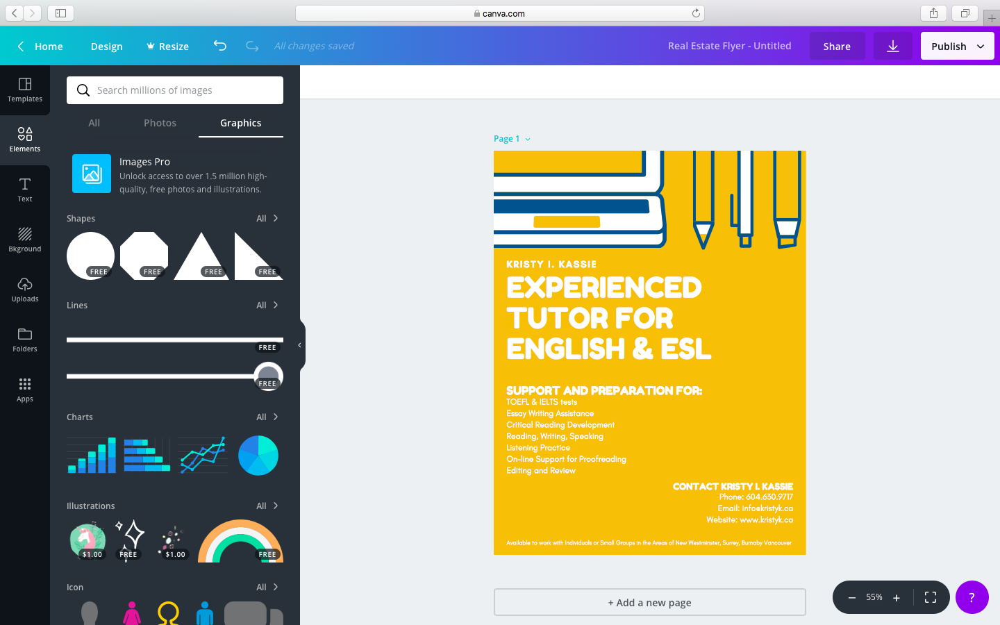 canva.com
Home
Design
Resize
All changes saved
Real Estate Flyer - Untitled
Share
Publish
Templates
Elements
Text
Bkground
Uploads
Folders
Apps
Search millions of images
All
Photos
Graphics
Images Pro
Unlock access to over 1.5 million high-
quality, free photos and illustrations.
Shapes
All
FREE
FREE
FREE
FREE
Lines
All
FREE
FREE
Charts
All
Illustrations
All
$1.00
FREE
$1.00
FREE
Icon
All
Page 1
KRISTY I. KASSIE
EXPERIENCED
TUTOR FOR
ENGLISH & ESL
SUPPORT AND PREPARATION FOR:
TOEFL & IELTS tests
Essay Writing Assistance
Critical Reading Development
Reading, Writing, Speaking
Listening Practice
On-line Support for Proofreading
Editing and Review
CONTACT KRISTY I. KASSIE
Phone: 604.630.9717
Email: info@kristyk.ca
Website: www.kristyk.ca
Available to work with Individuals or Small Groups in the Areas of New Westminster, Surrey, Burnaby Vancouver
+ Add a new page
55%
?